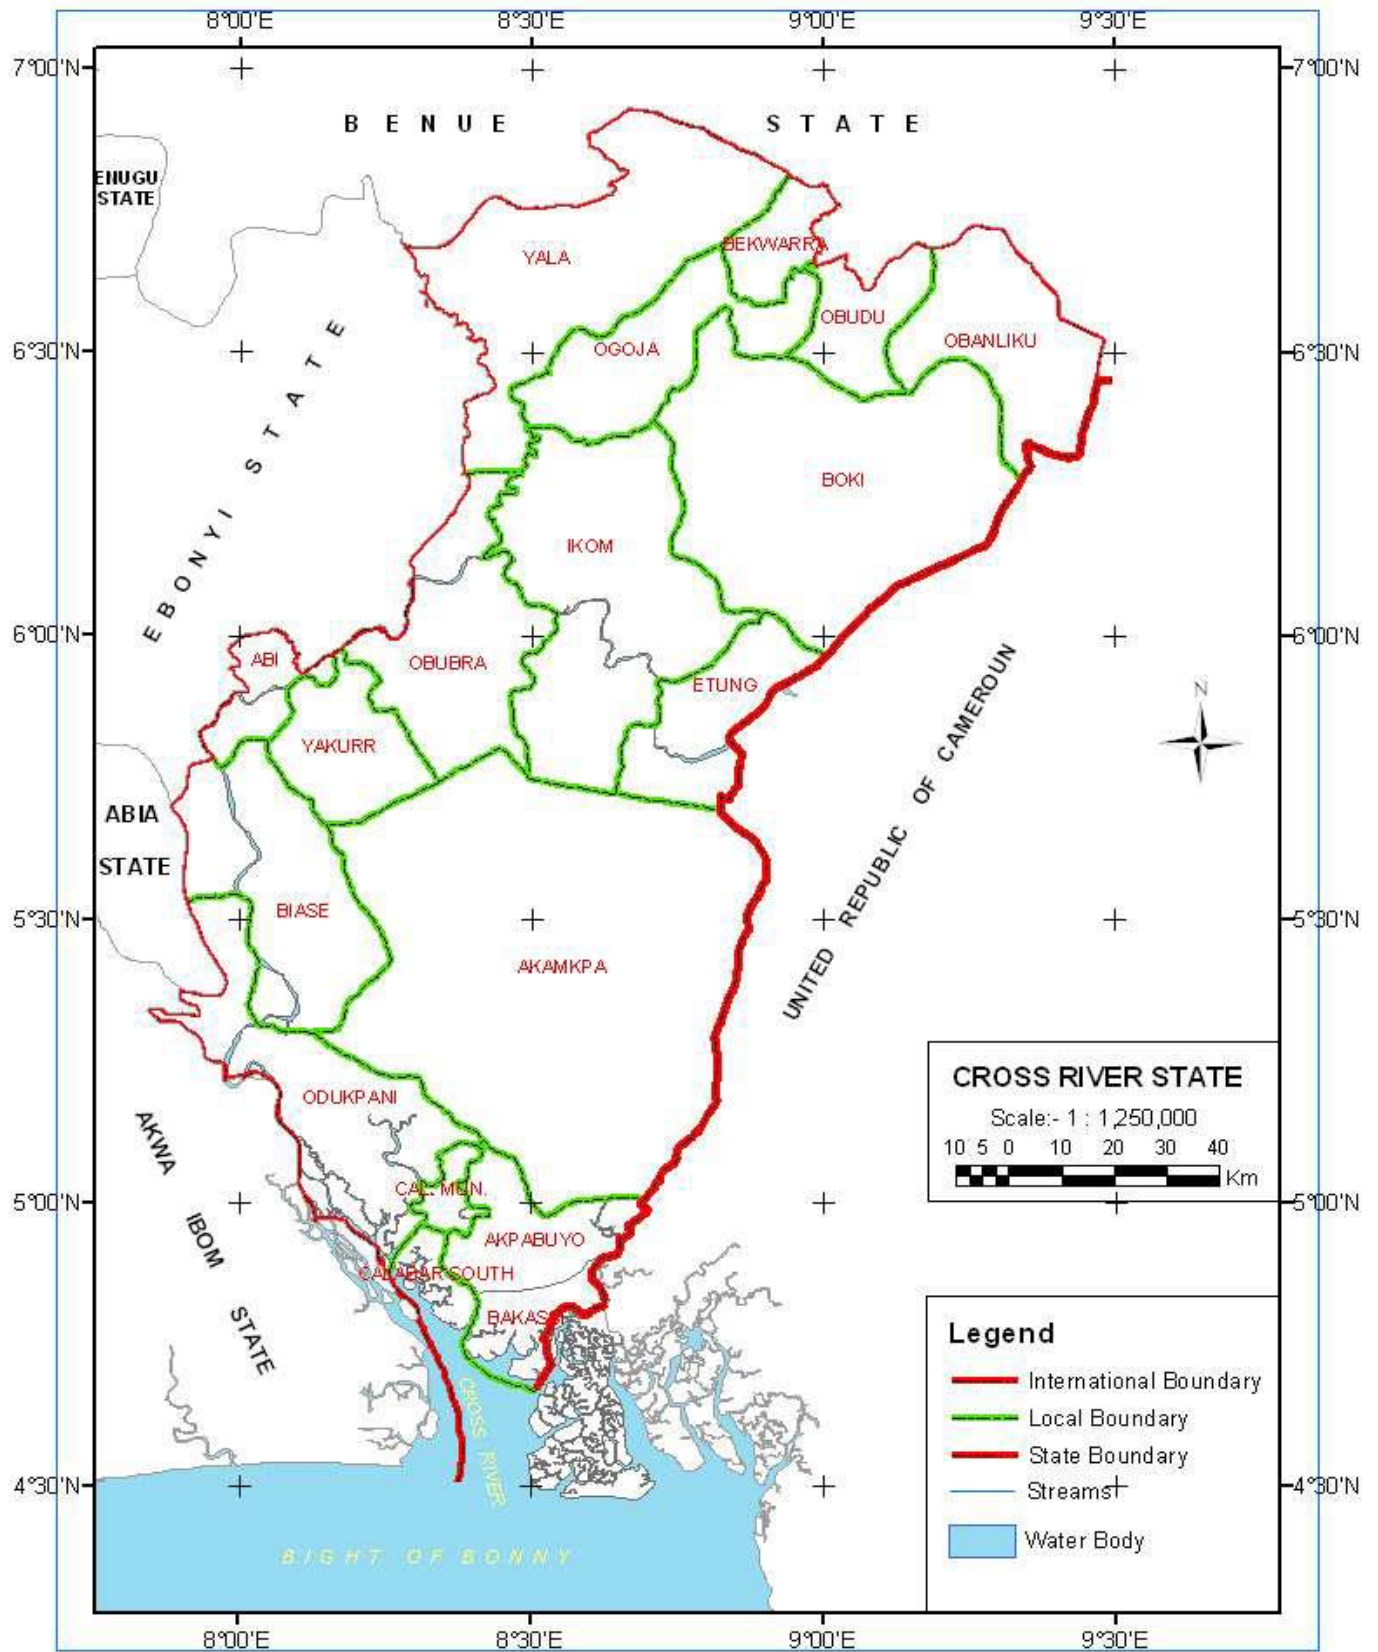 8°00'E 8°30'E 9°00'E 9°30'E
7°00'N 7°00'N
BENUE STATE
ENUGU
STATE
BEKWARRA
YALA
OBUDU
EBONYI STATE
OBANLIKU
OGOJA
6°30'N 6°30'N
BOKI
IKOM
6°00'N 6°00'N
ABI
OBUBRA
ETUNG
UNITED REPUBLIC OF CAMEROUN
N
YAKURR
ABIA
STATE
BIASE
5°30'N 5°30'N
AKAMKPA
CROSS RIVER STATE
Scale:- 1 : 1,250,000
10 5 0 10 20 30 40
Km
ODUKPANI
AKWA IBOM STATE
CAL. MUN.
5°00'N 5°00'N
AKPABUYO
CALABAR SOUTH
BAKASSI
Legend
International Boundary
Local Boundary
State Boundary
Streams
Water Body
CROSS RIVER
4°30'N 4°30'N
BIGHT OF BONNY
8°00'E 8°30'E 9°00'E 9°30'E